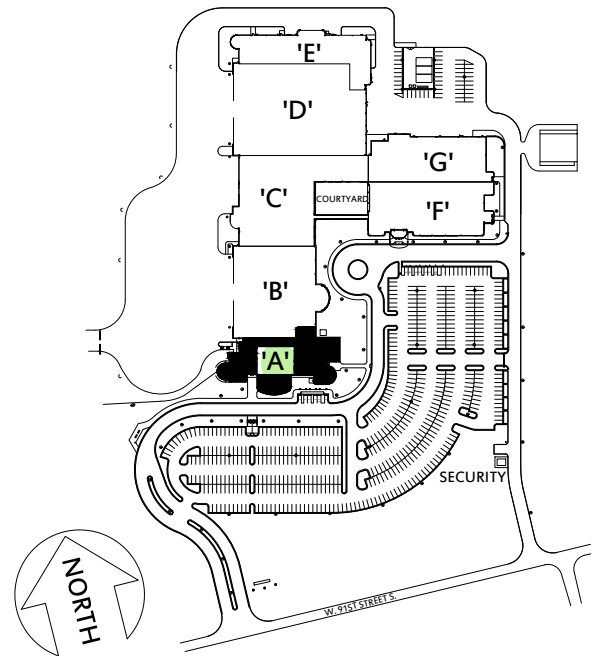 'E'
'D'
'G'
'C'
COURTYARD
'F'
'B'
'A'
SECURITY
NORTH
W. 91ST STREET S.